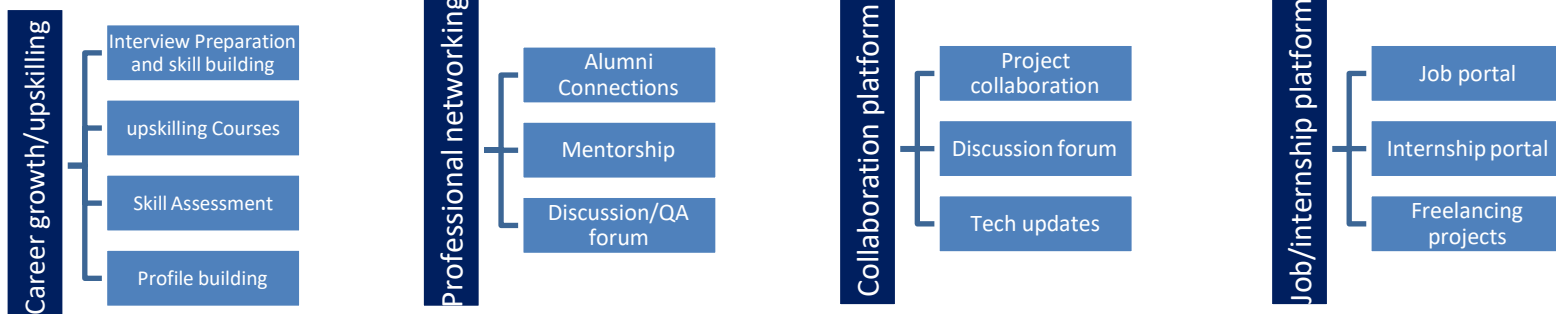 Career growth/upskilling
Interview Preparation
and skill building
upskilling Courses
Skill Assessment
Profile building
Professional networking
Alumni
Connections
Mentorship
Discussion/QA
forum
Collaboration platform
Project
collaboration
Discussion forum
Tech updates
Job/internship platform
Job portal
Internship portal
Freelancing
projects